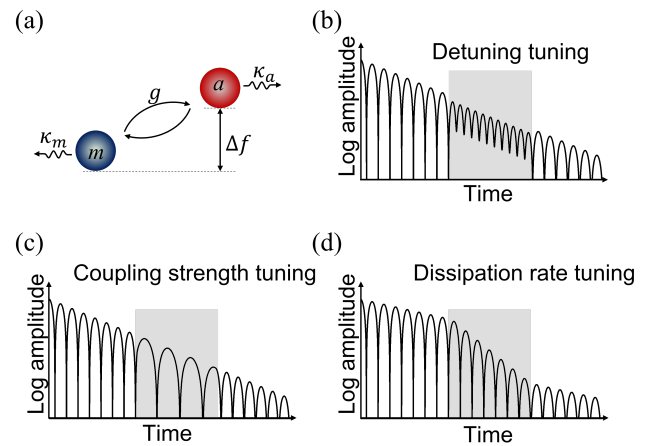 (a)
κ_m
m
g
a
κ_a
Δf
(b)
Detuning tuning
Log amplitude
Time
(c)
Coupling strength tuning
Log amplitude
Time
(d)
Dissipation rate tuning
Log amplitude
Time